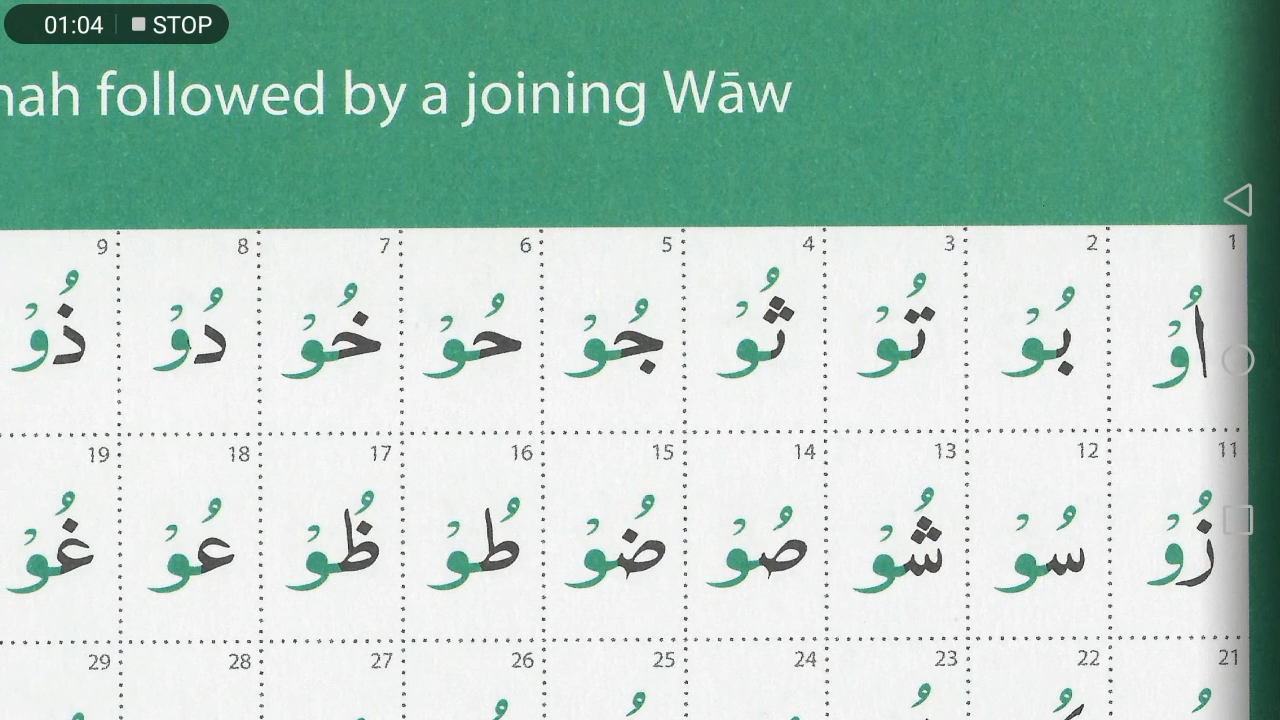 01:04 STOP
nah followed by a joining Wāw
1 2 3 4 5 6 7 8 9
اُوْ بُوْ تُوْ ثُوْ جُوْ حُوْ خُوْ دُوْ ذُوْ
11 12 13 14 15 16 17 18 19
زُوْ سُوْ شُوْ صُوْ ضُوْ طُوْ ظُوْ عُوْ غُوْ
21 22 23 24 25 26 27 28 29